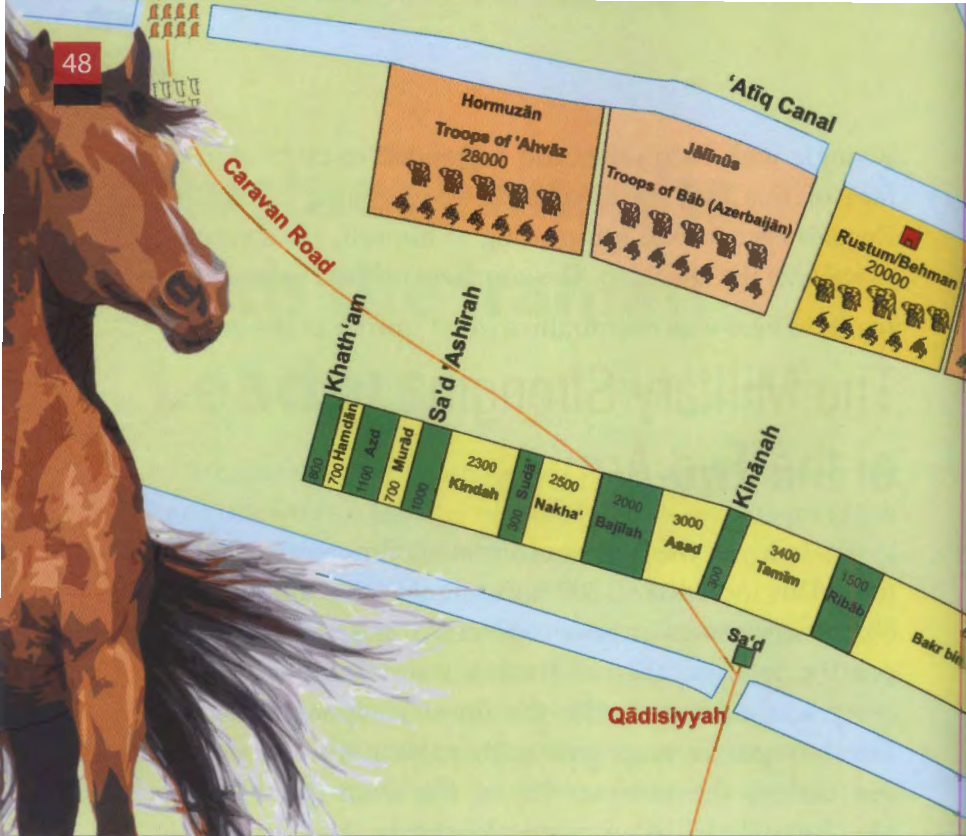 48
'Atīq Canal
Hormuzān
Troops of 'Ahvāz
28000
Jālīnūs
Troops of Bāb (Azerbaijān)
Rustum/Behman
20000
Caravan Road
Khath'am
800
700 Hamdān
1100 Azd
700 Murād
Sa'd 'Ashīrah
1000
2300
Kindah
300 Sudā'
2500
Nakha'
2000
Bajīlah
3000
Asad
Kinānah
300
3400
Tamīm
1500
Ribāb
Bakr bin
Sa'd
Qādisiyyah